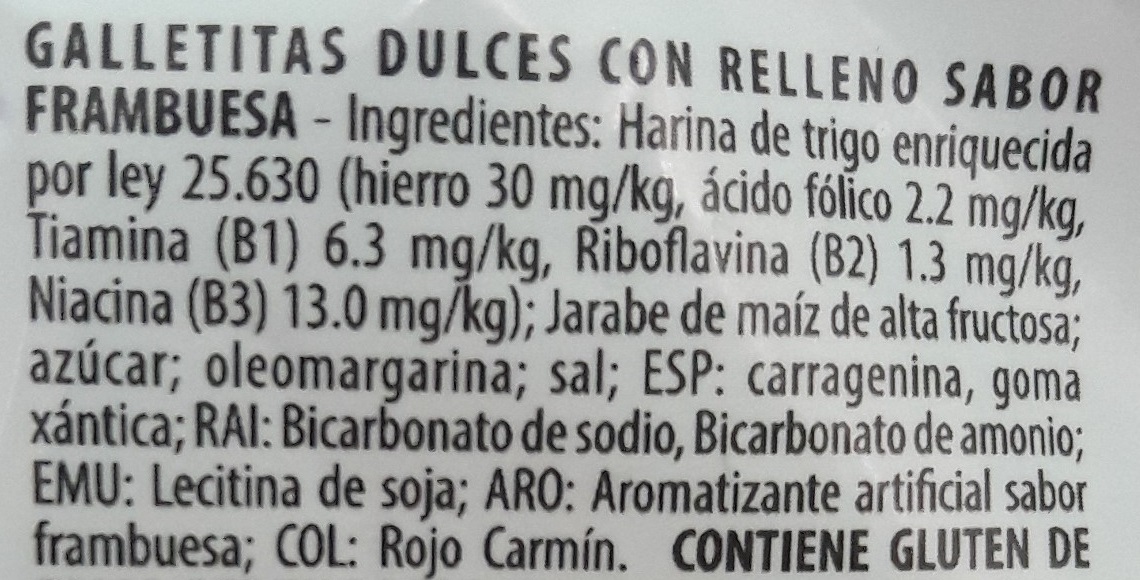 GALLETITAS DULCES CON RELLENO SABOR
FRAMBUESA - Ingredientes: Harina de trigo enriquecida
por ley 25.630 (hierro 30 mg/kg, ácido fólico 2.2 mg/kg,
Tiamina (B1) 6.3 mg/kg, Riboflavina (B2) 1.3 mg/kg,
Niacina (B3) 13.0 mg/kg); Jarabe de maíz de alta fructosa;
azúcar; oleomargarina; sal; ESP: carragenina, goma
xántica; RAI: Bicarbonato de sodio, Bicarbonato de amonio;
EMU: Lecitina de soja; ARO: Aromatizante artificial sabor
frambuesa; COL: Rojo Carmín. CONTIENE GLUTEN DE